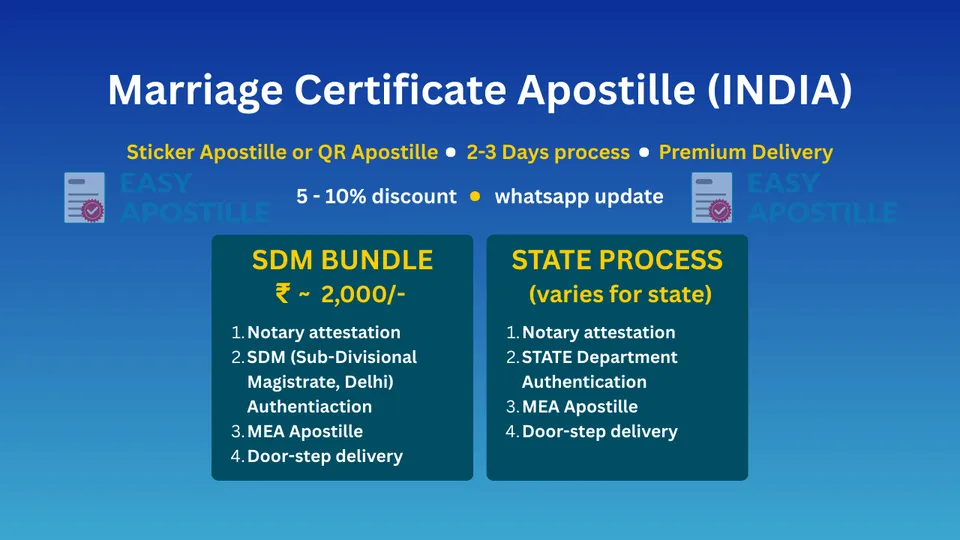 Marriage Certificate Apostille (INDIA)
Sticker Apostille or QR Apostille • 2-3 Days process • Premium Delivery
EASY
APOSTILLE
5 - 10% discount • whatsapp update
EASY
APOSTILLE
SDM BUNDLE
₹ ~ 2,000/-
1. Notary attestation
2. SDM (Sub-Divisional
Magistrate, Delhi)
Authentiaction
3. MEA Apostille
4. Door-step delivery
STATE PROCESS
(varies for state)
1. Notary attestation
2. STATE Department
Authentication
3. MEA Apostille
4. Door-step delivery